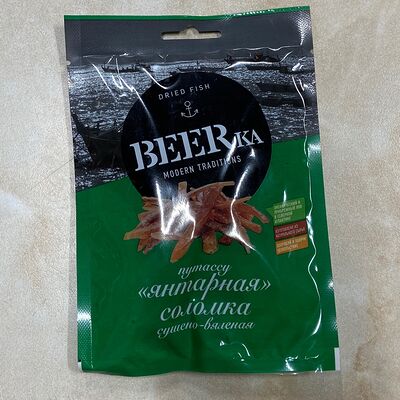 DRIED FISH
BEERKA
MODERN TRADITIONS
путассу
«янтарная»
соломка
сушено-вяленая